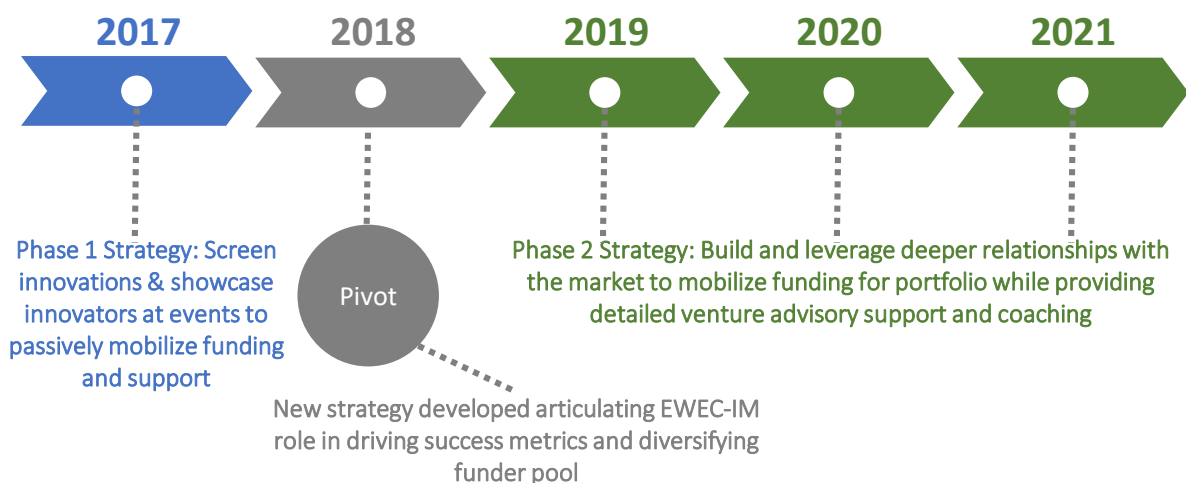 2017
2018
2019
2020
2021
Phase 1 Strategy: Screen
innovations & showcase
innovators at events to
passively mobilize funding
and support
Pivot
New strategy developed articulating EWEC-IM
role in driving success metrics and diversifying
funder pool
Phase 2 Strategy: Build and leverage deeper relationships with
the market to mobilize funding for portfolio while providing
detailed venture advisory support and coaching